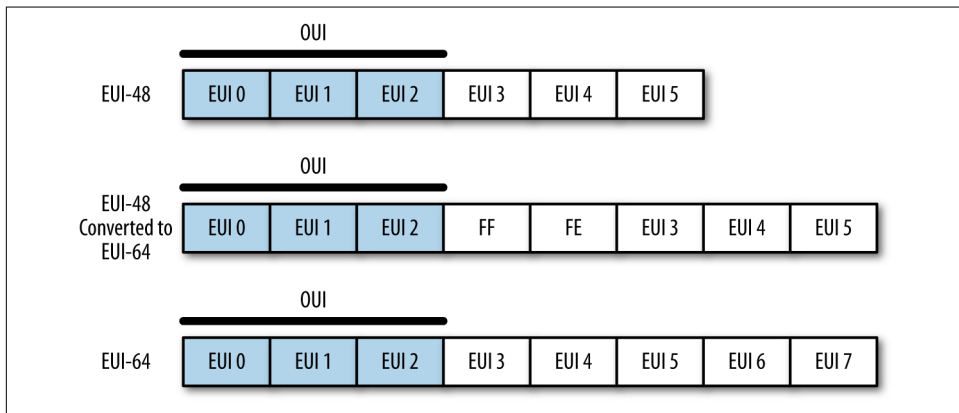 OUI
EUI-48 EUI 0 EUI 1 EUI 2 EUI 3 EUI 4 EUI 5
OUI
EUI-48
Converted to
EUI-64
EUI 0 EUI 1 EUI 2 FF FE EUI 3 EUI 4 EUI 5
OUI
EUI-64 EUI 0 EUI 1 EUI 2 EUI 3 EUI 4 EUI 5 EUI 6 EUI 7